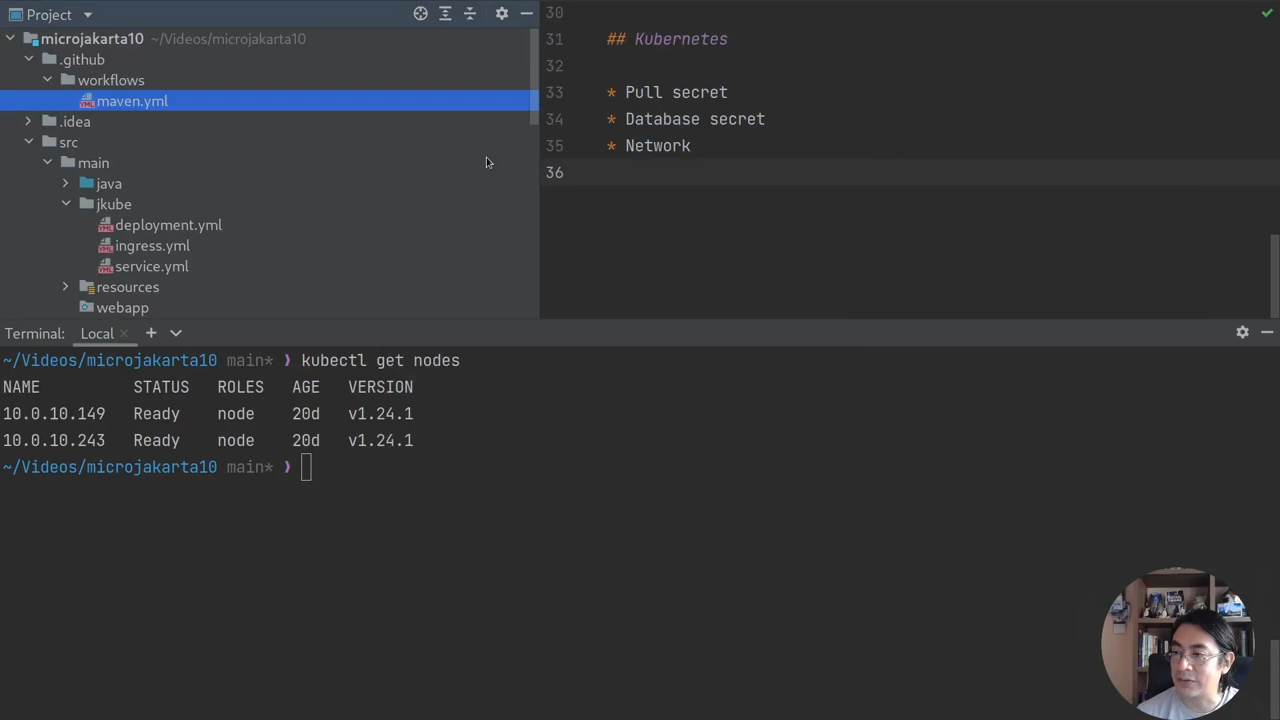 Project
microjakarta10 ~/Videos/microjakarta10
.github
workflows
maven.yml
.idea
src
main
java
jkube
deployment.yml
ingress.yml
service.yml
resources
webapp
30
31 ## Kubernetes
32
33 * Pull secret
34 * Database secret
35 * Network
36
Terminal: Local
~/Videos/microjakarta10 main* ❯ kubectl get nodes
NAME STATUS ROLES AGE VERSION
10.0.10.149 Ready node 20d v1.24.1
10.0.10.243 Ready node 20d v1.24.1
~/Videos/microjakarta10 main* ❯